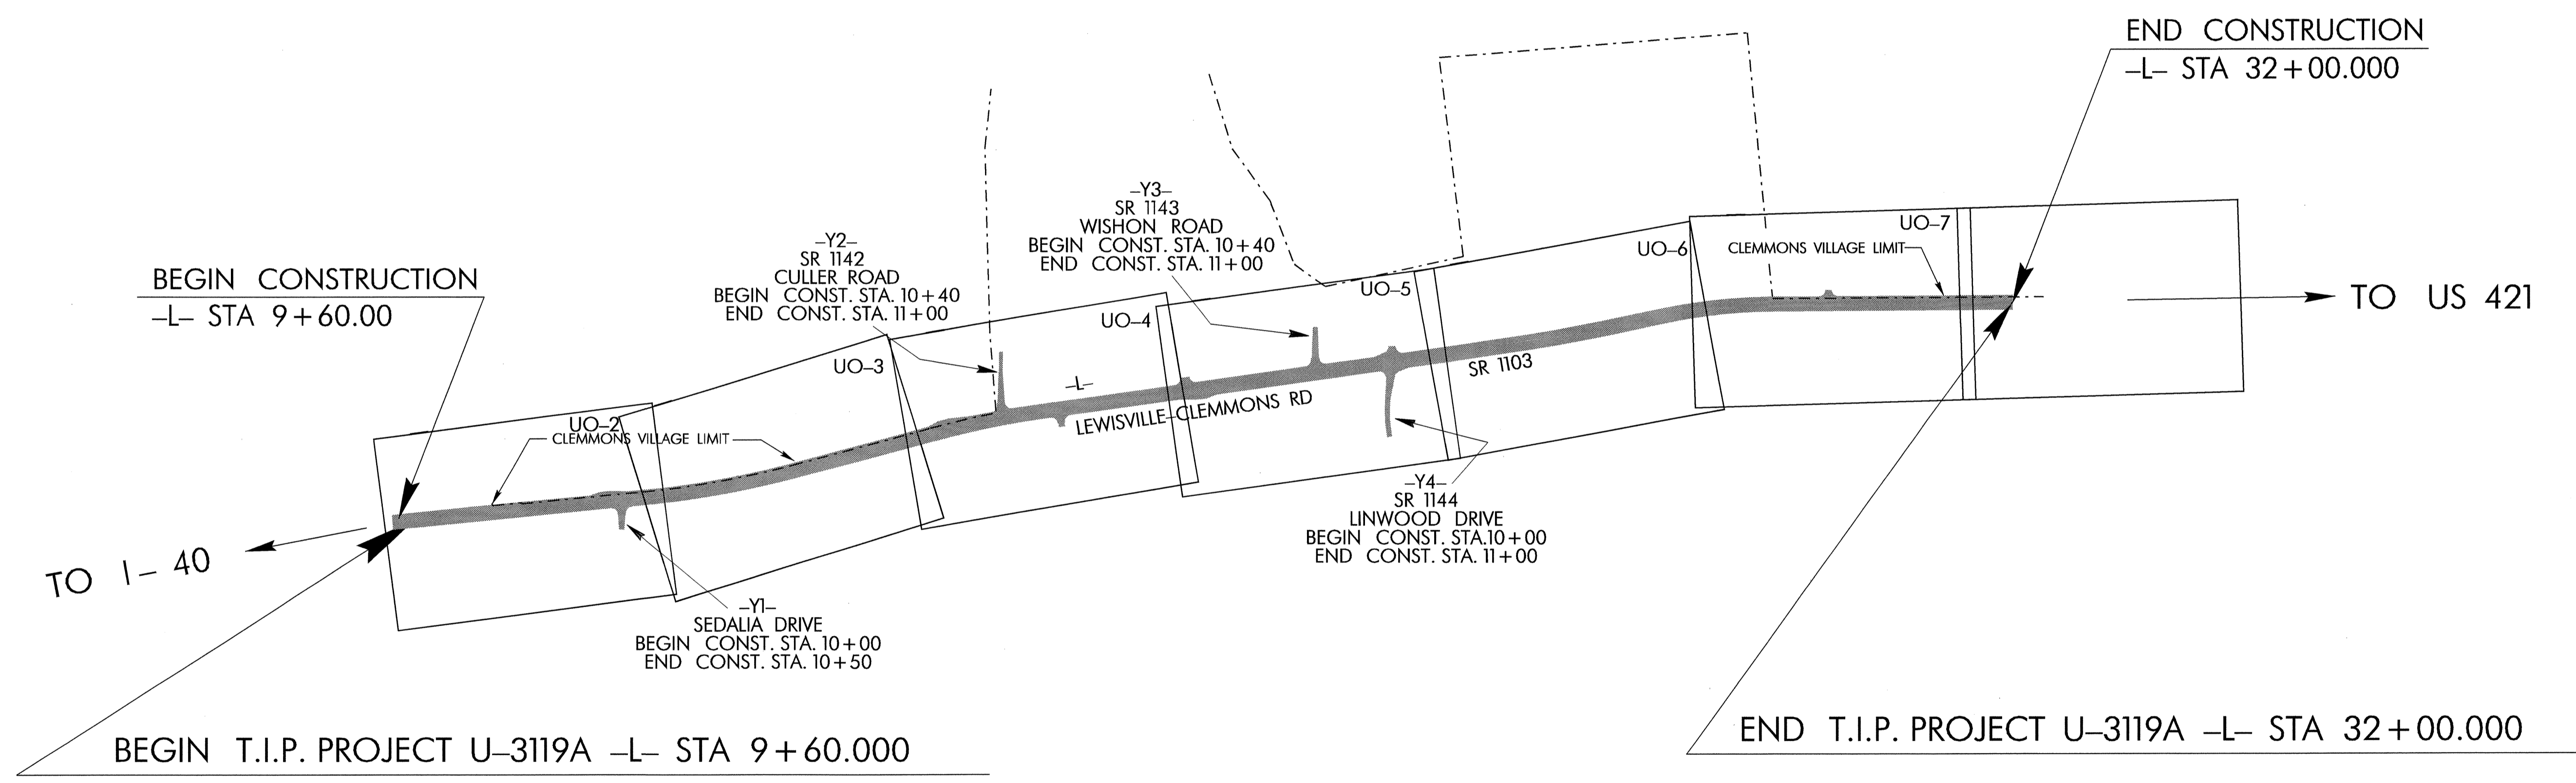 END CONSTRUCTION
–L– STA 32+00.000
–Y3–
SR 1143
WISHON ROAD
BEGIN CONST. STA. 10+40
END CONST. STA. 11+00
–Y2–
SR 1142
CULLER ROAD
BEGIN CONST. STA. 10+40
END CONST. STA. 11+00
BEGIN CONSTRUCTION
–L– STA 9+60.00
UO–7
UO–6
CLEMMONS VILLAGE LIMIT
UO–5
TO US 421
UO–4
UO–3
–L–
SR 1103
LEWISVILLE–CLEMMONS RD
UO–2
CLEMMONS VILLAGE LIMIT
–Y4–
SR 1144
LINWOOD DRIVE
BEGIN CONST. STA.10+00
END CONST. STA. 11+00
TO I– 40
–Y1–
SEDALIA DRIVE
BEGIN CONST. STA. 10+00
END CONST. STA. 10+50
BEGIN T.I.P. PROJECT U–3119A –L– STA 9+60.000
END T.I.P. PROJECT U–3119A –L– STA 32+00.000